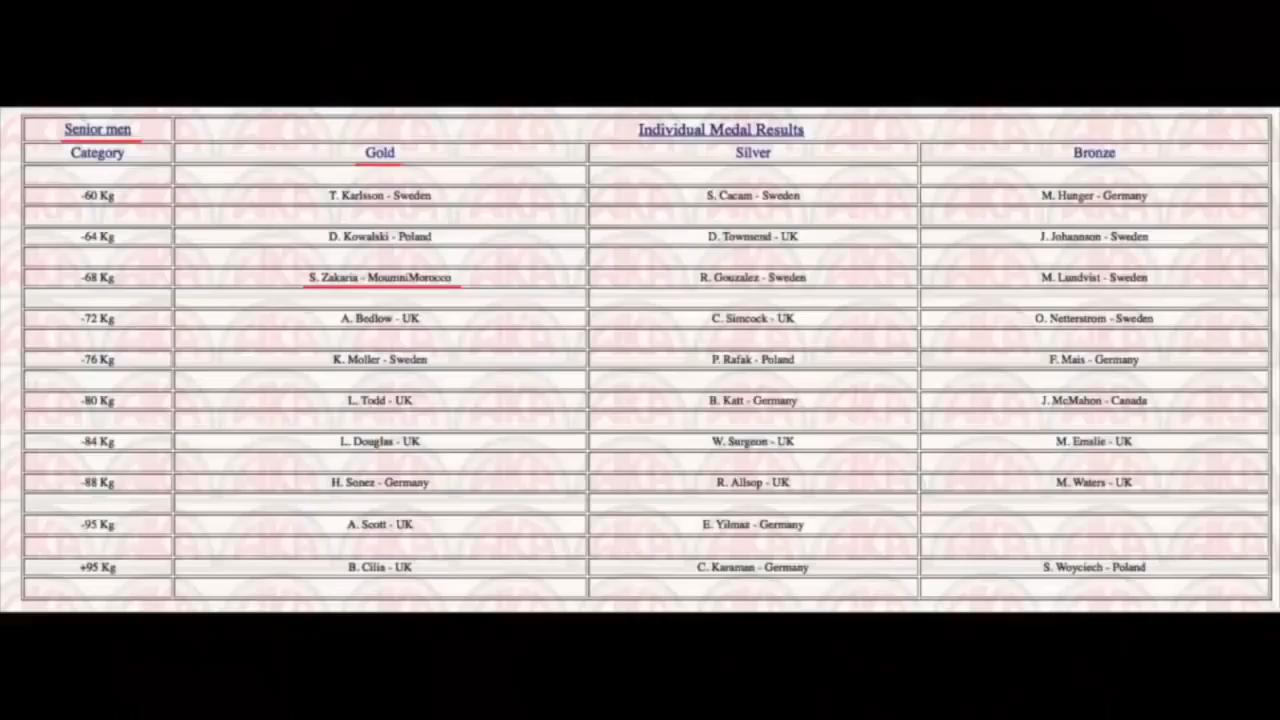 Senior men Individual Medal Results
Category Gold Silver Bronze
-60 Kg T. Karlsson - Sweden S. Cacam - Sweden M. Hunger - Germany
-64 Kg D. Kowalski - Poland D. Townsend - UK J. Johannson - Sweden
-68 Kg S. Zakaria - MoumniMorocco R. Gouzalez - Sweden M. Lundvist - Sweden
-72 Kg A. Bedlow - UK C. Simcock - UK O. Netterstrom - Sweden
-76 Kg K. Moller - Sweden P. Rafak - Poland F. Mais - Germany
-80 Kg L. Todd - UK B. Katt - Germany J. McMahon - Canada
-84 Kg L. Douglas - UK W. Surgeon - UK M. Emslie - UK
-88 Kg H. Sonez - Germany R. Allsop - UK M. Waters - UK
-95 Kg A. Scott - UK E. Yilmaz - Germany
+95 Kg B. Cilia - UK C. Karaman - Germany S. Woyciech - Poland